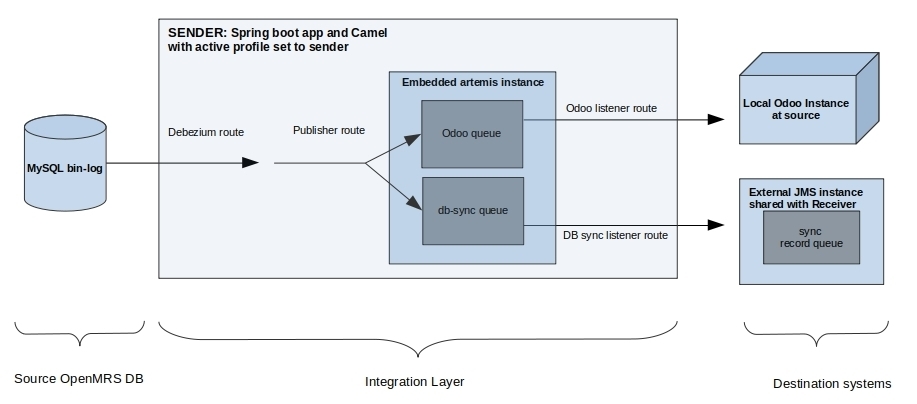 SENDER: Spring boot app and Camel
with active profile set to sender
Embedded artemis instance
Debezium route
Publisher route
Odoo queue
Odoo listener route
Local Odoo Instance
at source
MySQL bin-log
db-sync queue
DB sync listener route
External JMS instance
shared with Receiver
sync
record queue
Source OpenMRS DB
Integration Layer
Destination systems